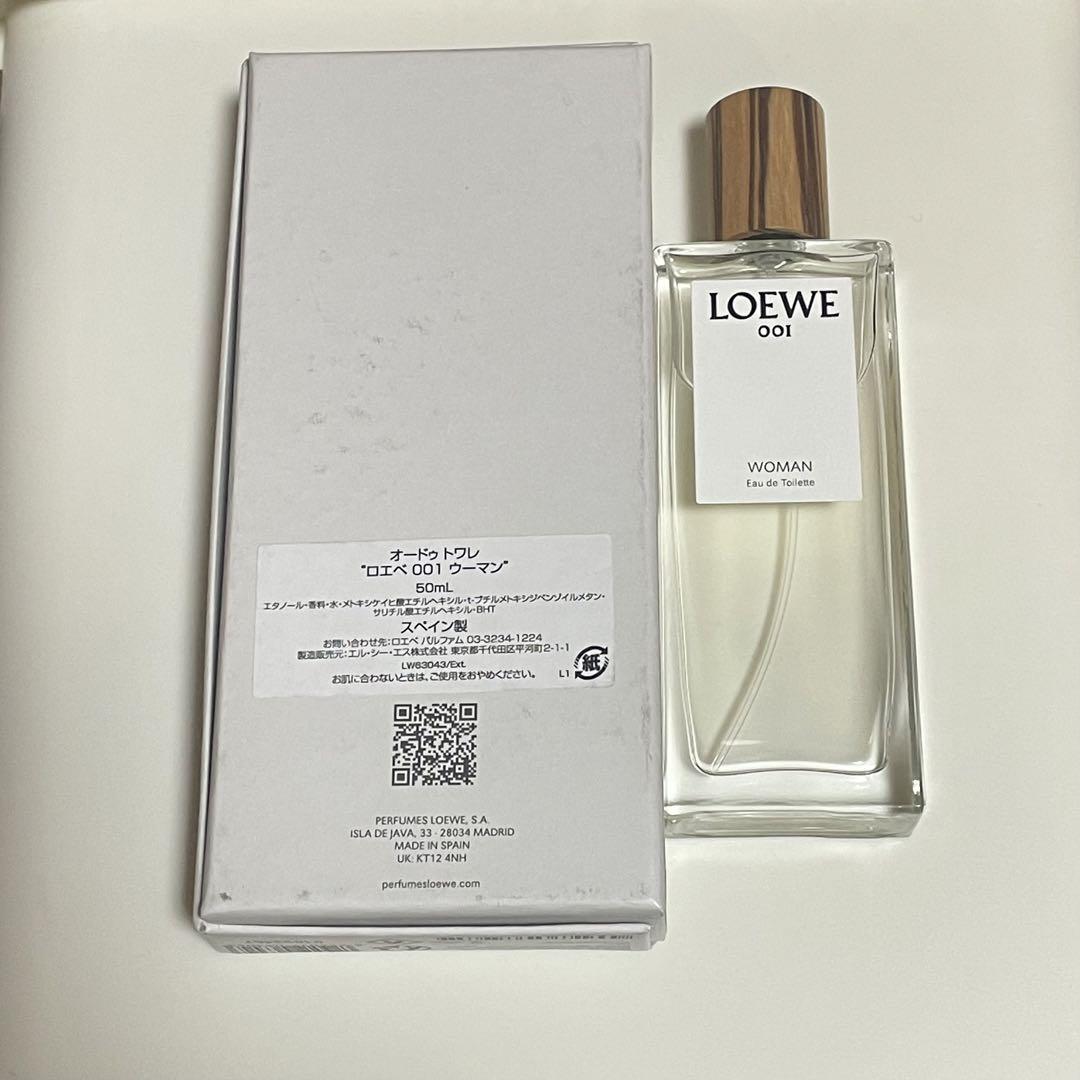 オードゥ トワレ
“ロエベ 001 ウーマン”
50mL
エタノール・香料・水・メトキシケイヒ酸エチルヘキシル・t-ブチルメトキシジベンゾイルメタン・
サリチル酸エチルヘキシル・BHT
スペイン製
お問い合わせ先：ロエベ パルファム 03-3234-1224
製造販売元：エル・シー・エス株式会社 東京都千代田区平河町2-1-1
LW63043/Ext.
お肌に合わないときは、ご使用をおやめください。
L1 紙
PERFUMES LOEWE, S.A.
ISLA DE JAVA, 33 - 28034 MADRID
MADE IN SPAIN
UK: KT12 4NH
perfumesloewe.com
LOEWE
001
WOMAN
Eau de Toilette